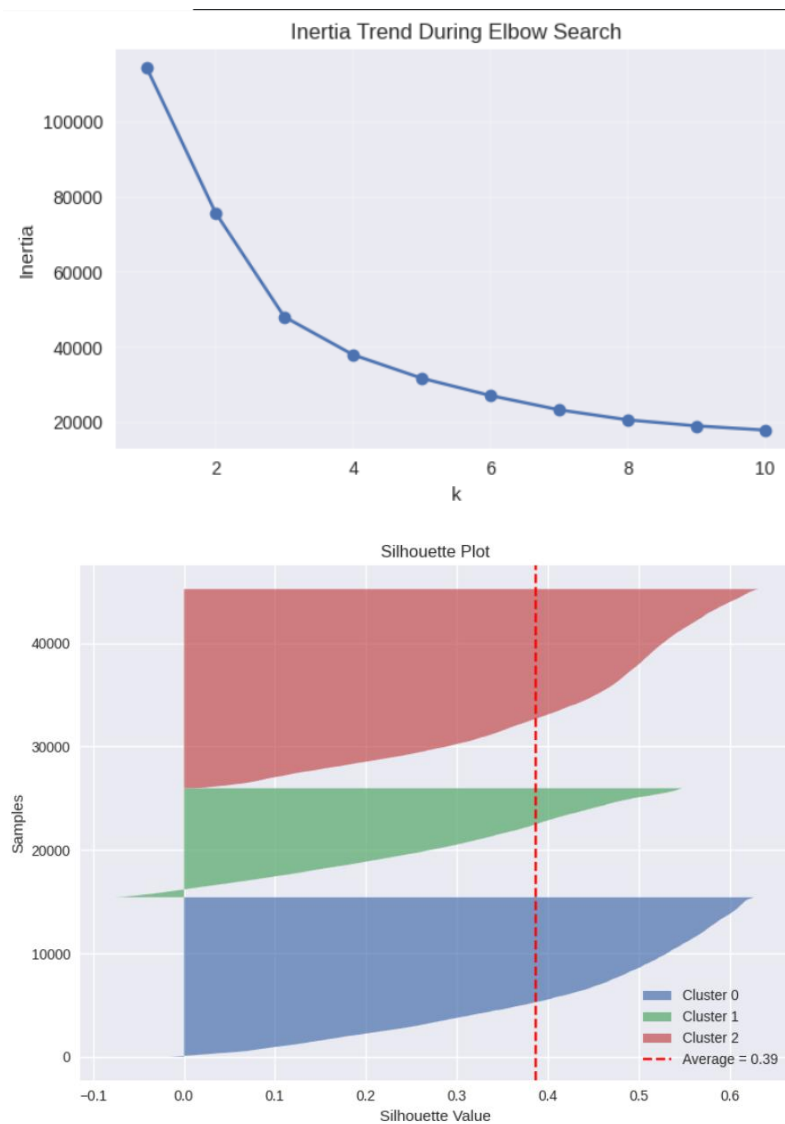 Inertia Trend During Elbow Search
100000
80000
60000
40000
20000
Inertia
2 4 6 8 10
k
Silhouette Plot
40000
30000
20000
10000
0
Samples
Cluster 0
Cluster 1
Cluster 2
Average = 0.39
−0.1 0.0 0.1 0.2 0.3 0.4 0.5 0.6
Silhouette Value